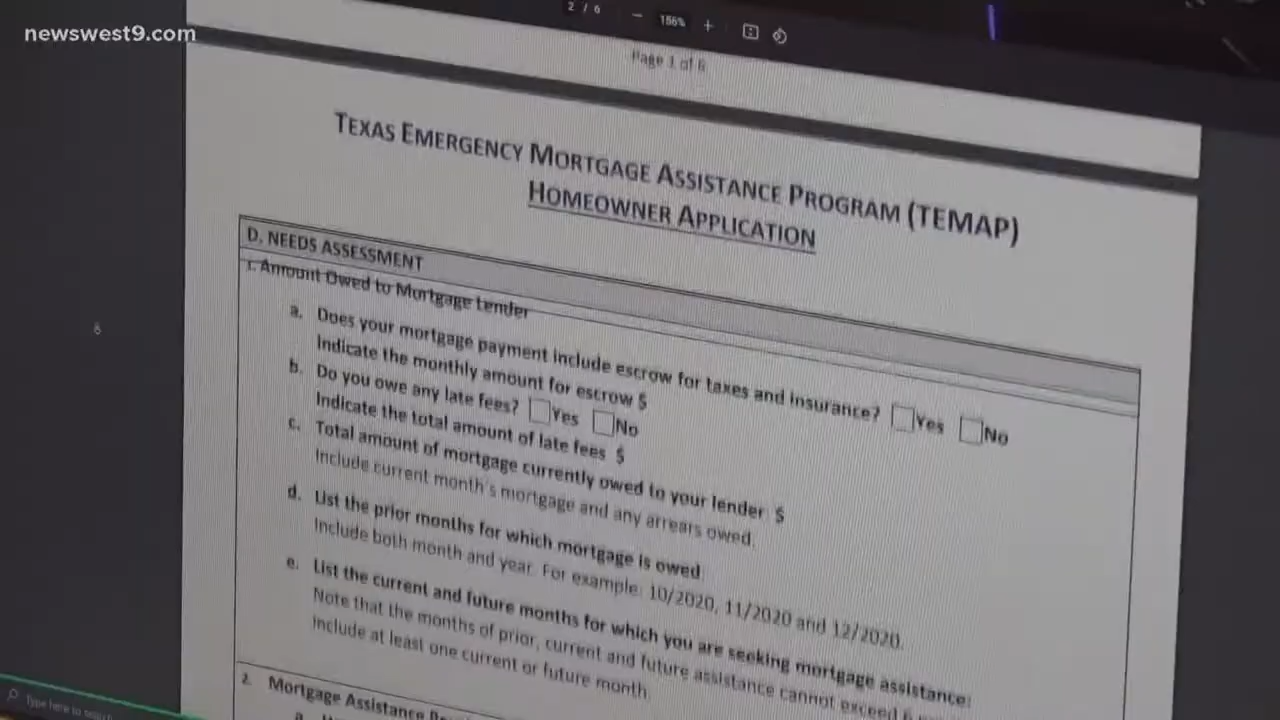 newswest9.com
2 / 6 — 156% +
Page 1 of 6
TEXAS EMERGENCY MORTGAGE ASSISTANCE PROGRAM (TEMAP)
HOMEOWNER APPLICATION
D. NEEDS ASSESSMENT
1. Amount Owed to Mortgage Lender
a. Does your mortgage payment include escrow for taxes and insurance? Yes No
Indicate the monthly amount for escrow $
b. Do you owe any late fees? Yes No
Indicate the total amount of late fees $
c. Total amount of mortgage currently owed to your lender $
Include current month's mortgage and any arrears owed.
d. List the prior months for which mortgage is owed:
Include both month and year. For example: 10/2020, 11/2020 and 12/2020.
e. List the current and future months for which you are seeking mortgage assistance:
Note that the months of prior, current and future assistance cannot exceed 6
Include at least one current or future month.
2. Mortgage Assistance
a.
Type here to search